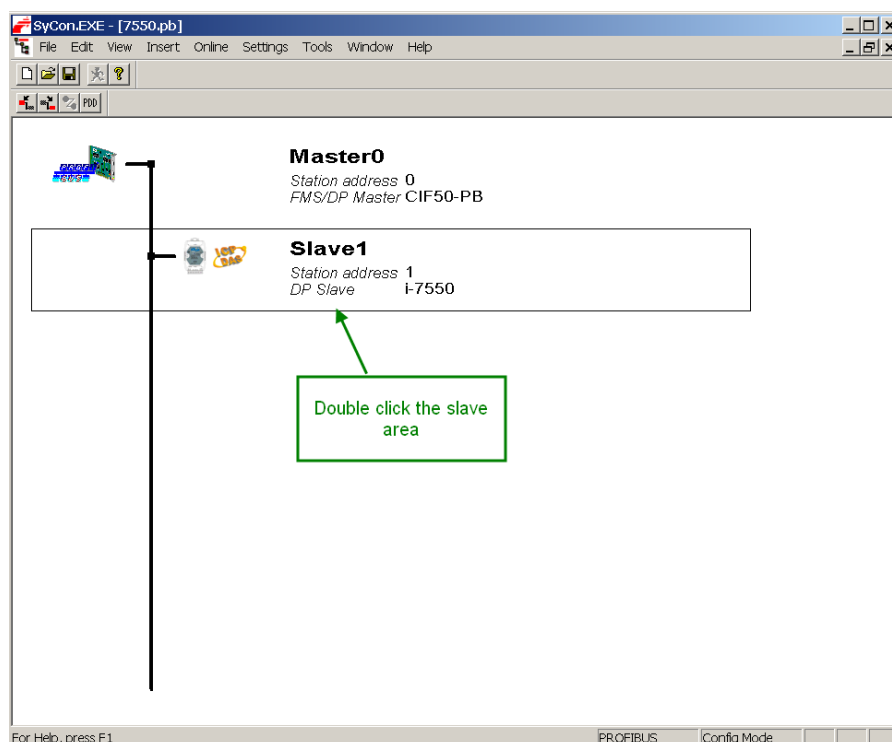 SyCon.EXE - [7550.pb]
File Edit View Insert Online Settings Tools Window Help
PDD
Master0
Station address 0
FMS/DP Master CIF50-PB
ICP
DAS
Slave1
Station address 1
DP Slave i-7550
Double click the slave
area
For Help, press F1
PROFIBUS Config Mode